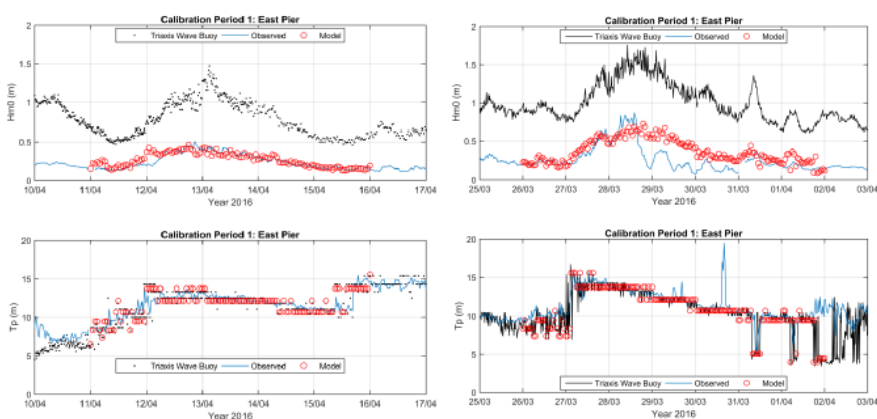 Calibration Period 1: East Pier
Triaxis Wave Buoy Observed Model
Hm0 (m)
2
1.5
1
0.5
0
10/04 11/04 12/04 13/04 14/04 15/04 16/04 17/04
Year 2016
Calibration Period 1: East Pier
Triaxis Wave Buoy Observed Model
Hm0 (m)
2
1.5
1
0.5
0
25/03 26/03 27/03 28/03 29/03 30/03 31/03 01/04 02/04 03/04
Year 2016
Calibration Period 1: East Pier
Tp (m)
20
15
10
5
0
Triaxis Wave Buoy Observed Model
10/04 11/04 12/04 13/04 14/04 15/04 16/04 17/04
Year 2016
Calibration Period 1: East Pier
Tp (m)
20
15
10
5
0
Triaxis Wave Buoy Observed Model
25/03 26/03 27/03 28/03 29/03 30/03 31/03 01/04 02/04 03/04
Year 2016